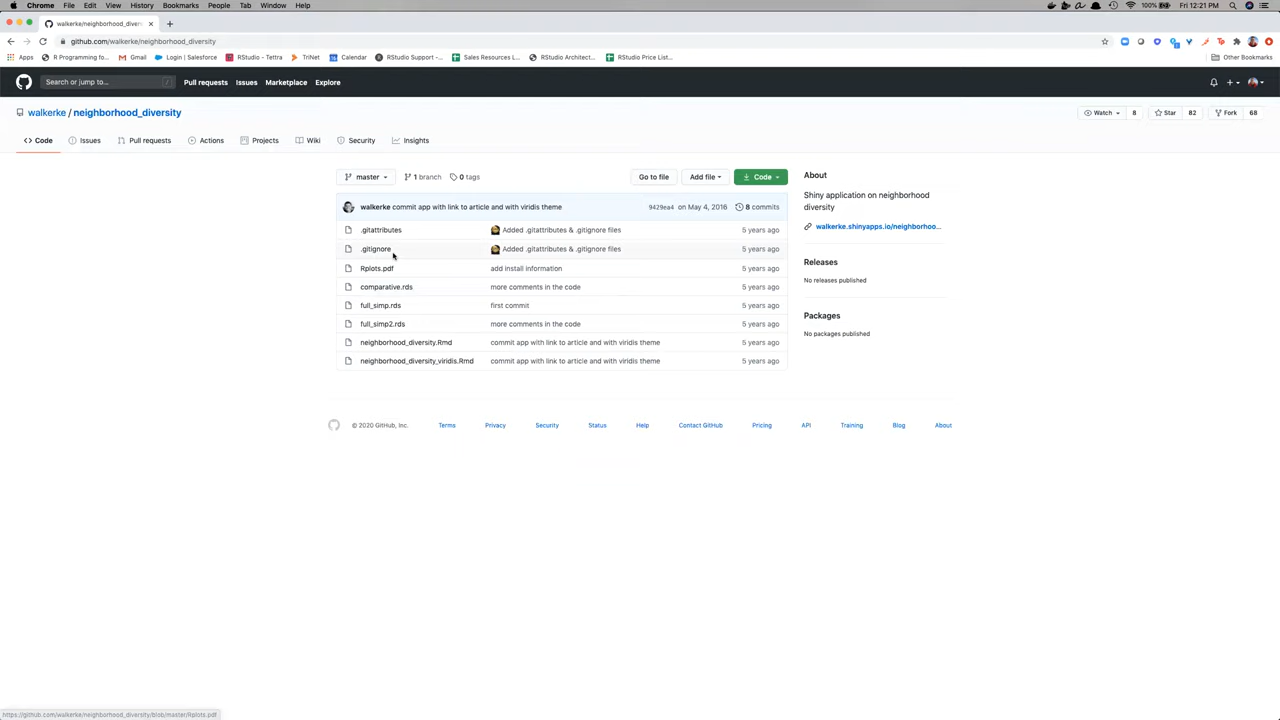 Chrome File Edit View History Bookmarks People Tab Window Help 100% Fri 12:21 PM
walkerke/neighborhood_divers
github.com/walkerke/neighborhood_diversity
Apps R Programming fo... Gmail Login | Salesforce RStudio - Tettra TriNet Calendar RStudio Support -... Sales Resources L... RStudio Architect... RStudio Price List... Other Bookmarks
Search or jump to... / Pull requests Issues Marketplace Explore
walkerke / neighborhood_diversity Watch 8 Star 82 Fork 68
Code Issues Pull requests Actions Projects Wiki Security Insights
master 1 branch 0 tags Go to file Add file Code
About
Shiny application on neighborhood
diversity
walkerke.shinyapps.io/neighborhoo...
Releases
No releases published
Packages
No packages published
walkerke commit app with link to article and with viridis theme 9429ea4 on May 4, 2016 8 commits
.gitattributes Added .gitattributes & .gitignore files 5 years ago
.gitignore Added .gitattributes & .gitignore files 5 years ago
Rplots.pdf add install information 5 years ago
comparative.rds more comments in the code 5 years ago
full_simp.rds first commit 5 years ago
full_simp2.rds more comments in the code 5 years ago
neighborhood_diversity.Rmd commit app with link to article and with viridis theme 5 years ago
neighborhood_diversity_viridis.Rmd commit app with link to article and with viridis theme 5 years ago
© 2020 GitHub, Inc. Terms Privacy Security Status Help Contact GitHub Pricing API Training Blog About
https://github.com/walkerke/neighborhood_diversity/blob/master/Rplots.pdf